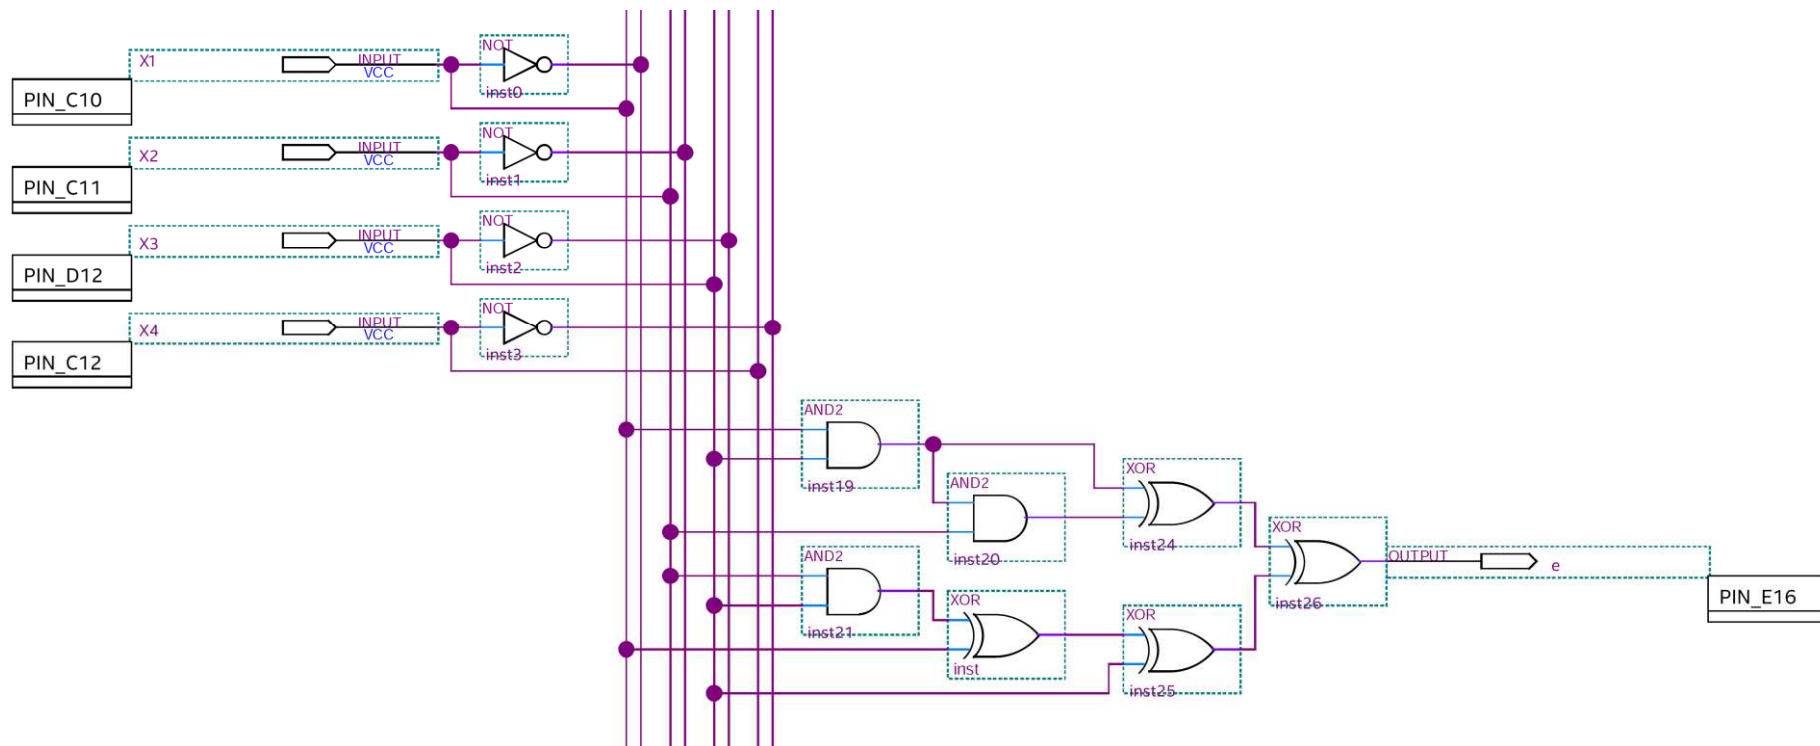 NOT
X1
INPUT
VCC
PIN_C10
inst0
NOT
X2
INPUT
VCC
PIN_C11
inst1
NOT
X3
INPUT
VCC
PIN_D12
inst2
NOT
X4
INPUT
VCC
PIN_C12
inst3
AND2
inst19
XOR
inst24
AND2
inst20
XOR
inst26
OUTPUT
e
PIN_E16
AND2
inst21
XOR
inst
XOR
inst25